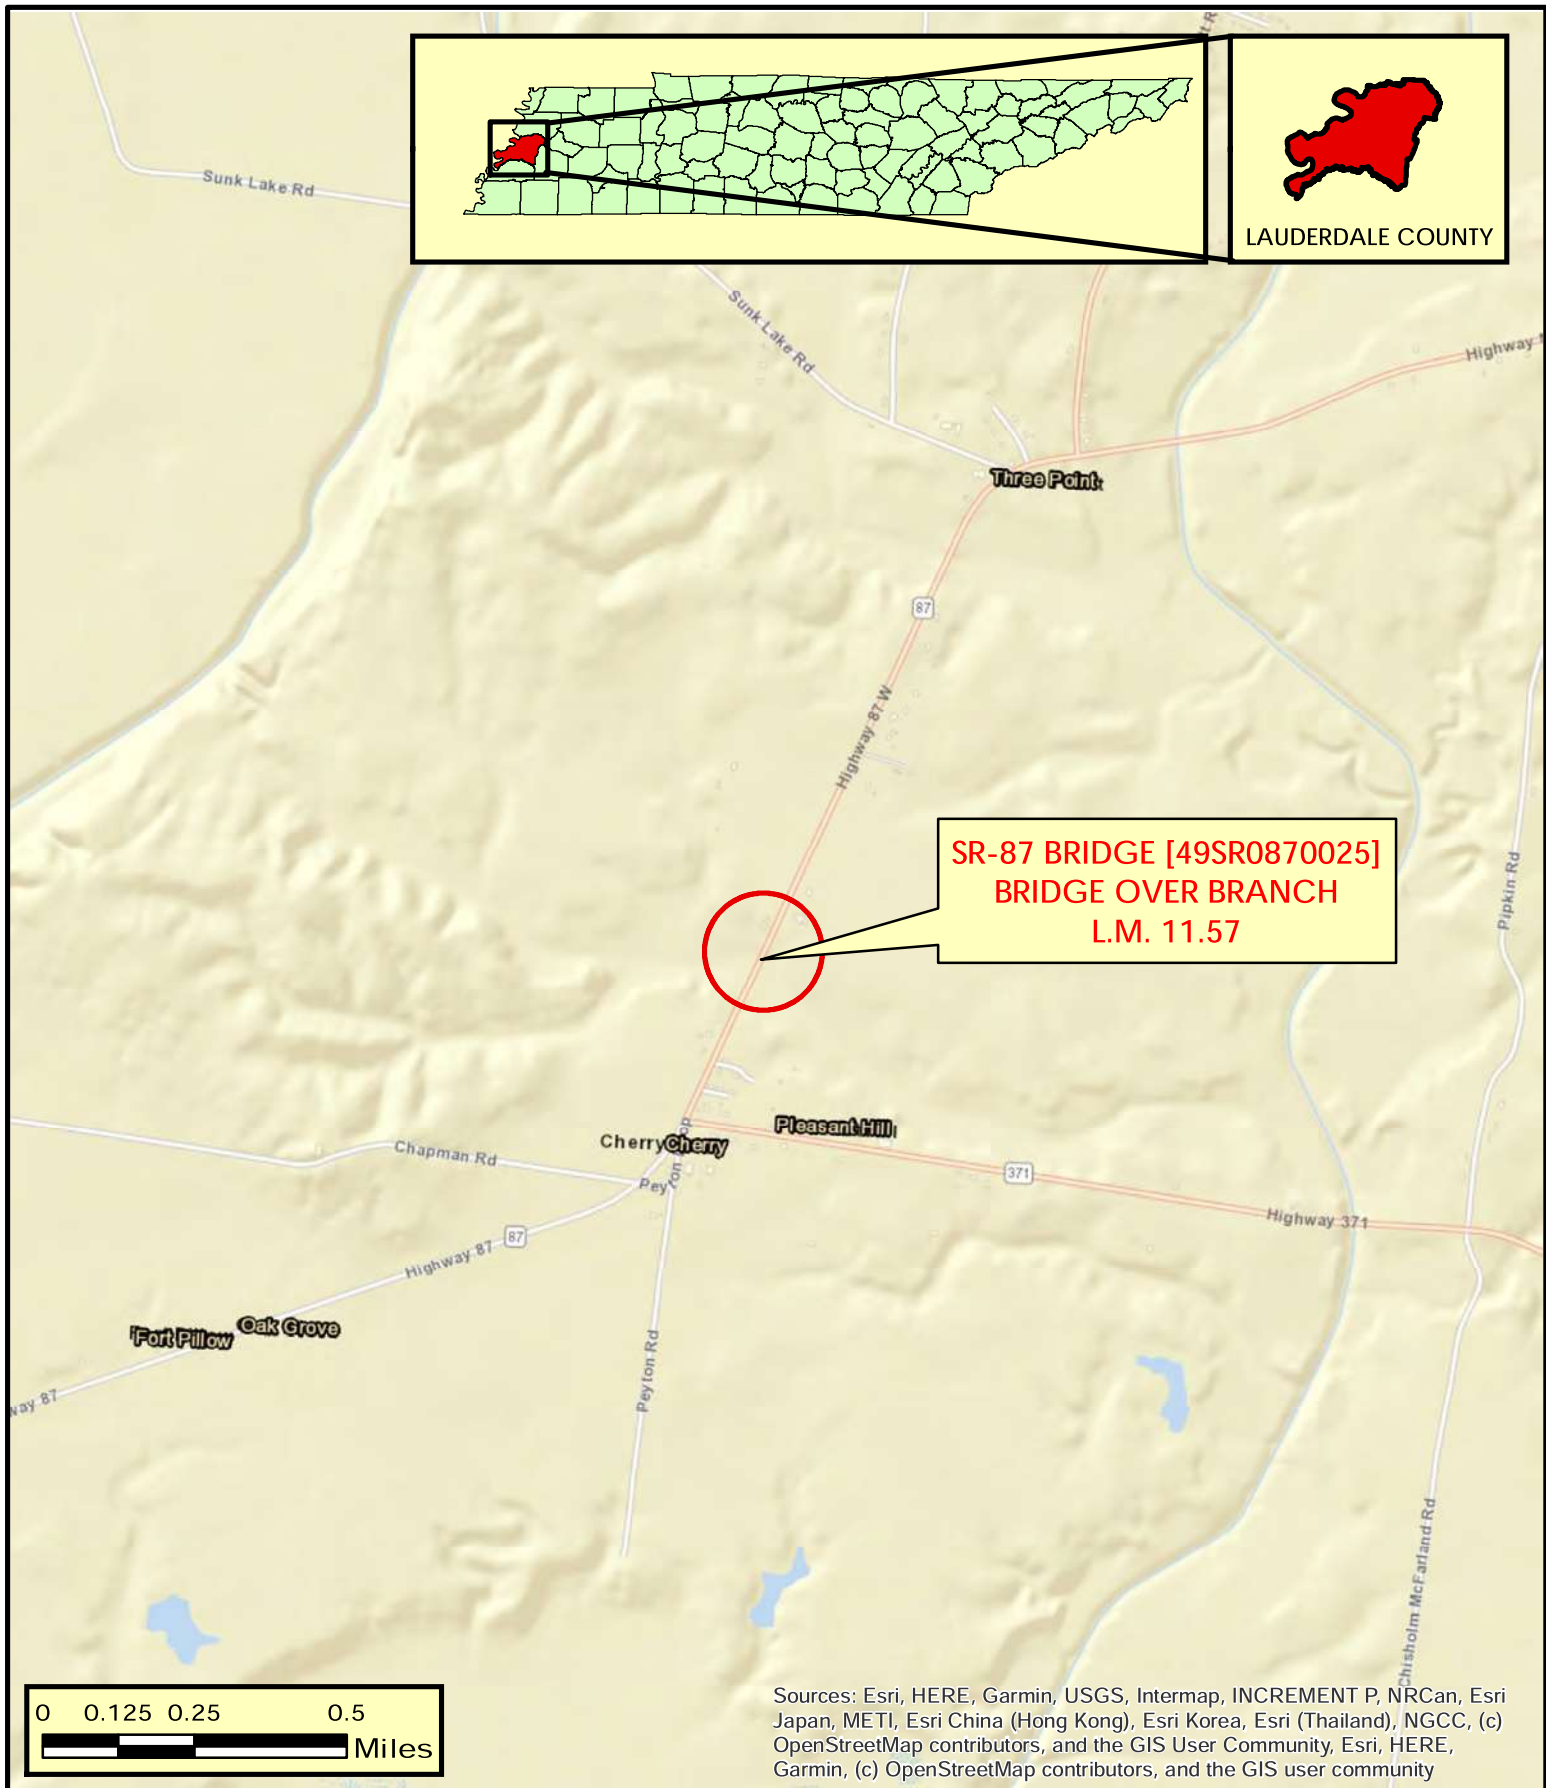 LAUDERDALE COUNTY
Sunk Lake Rd
Sunk Lake Rd
Highway
Three Point
87
Highway 87 W
SR-87 BRIDGE [49SR0870025]
BRIDGE OVER BRANCH
L.M. 11.57
Pipkin Rd
Pleasant Hill
Cherry
Cherry
Chapman Rd
371
Highway 371
87
Highway 87
Oak Grove
Fort Pillow
Peyton Rd
way 87
Chisholm McFarland Rd
0 0.125 0.25 0.5
Miles
Sources: Esri, HERE, Garmin, USGS, Intermap, INCREMENT P, NRCan, Esri
Japan, METI, Esri China (Hong Kong), Esri Korea, Esri (Thailand), NGCC, (c)
OpenStreetMap contributors, and the GIS User Community, Esri, HERE,
Garmin, (c) OpenStreetMap contributors, and the GIS user community